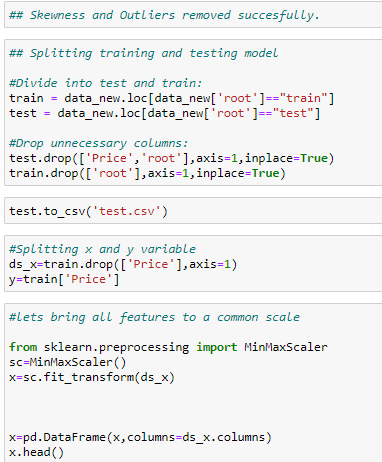 ## Skewness and Outliers removed succesfully.
## Splitting training and testing model
#Divide into test and train:
train = data_new.loc[data_new['root']=="train"]
test = data_new.loc[data_new['root']=="test"]
#Drop unnecessary columns:
test.drop(['Price','root'],axis=1,inplace=True)
train.drop(['root'],axis=1,inplace=True)
test.to_csv('test.csv')
#Splitting x and y variable
ds_x=train.drop(['Price'],axis=1)
y=train['Price']
#lets bring all features to a common scale
from sklearn.preprocessing import MinMaxScaler
sc=MinMaxScaler()
x=sc.fit_transform(ds_x)
x=pd.DataFrame(x,columns=ds_x.columns)
x.head()